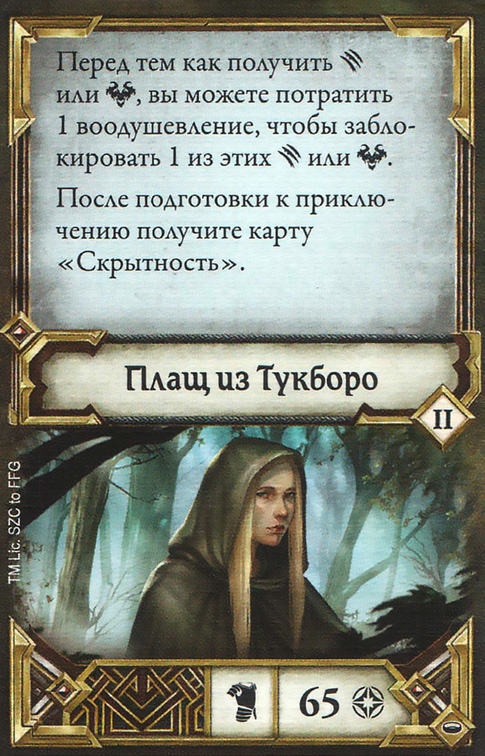 Перед тем как получить
или , вы можете потратить
1 воодушевление, чтобы забло-
кировать 1 из этих или .
После подготовки к приклю-
чению получите карту
«Скрытность».
Плащ из Тукборо
II
TM Lic. SZC to FFG
65